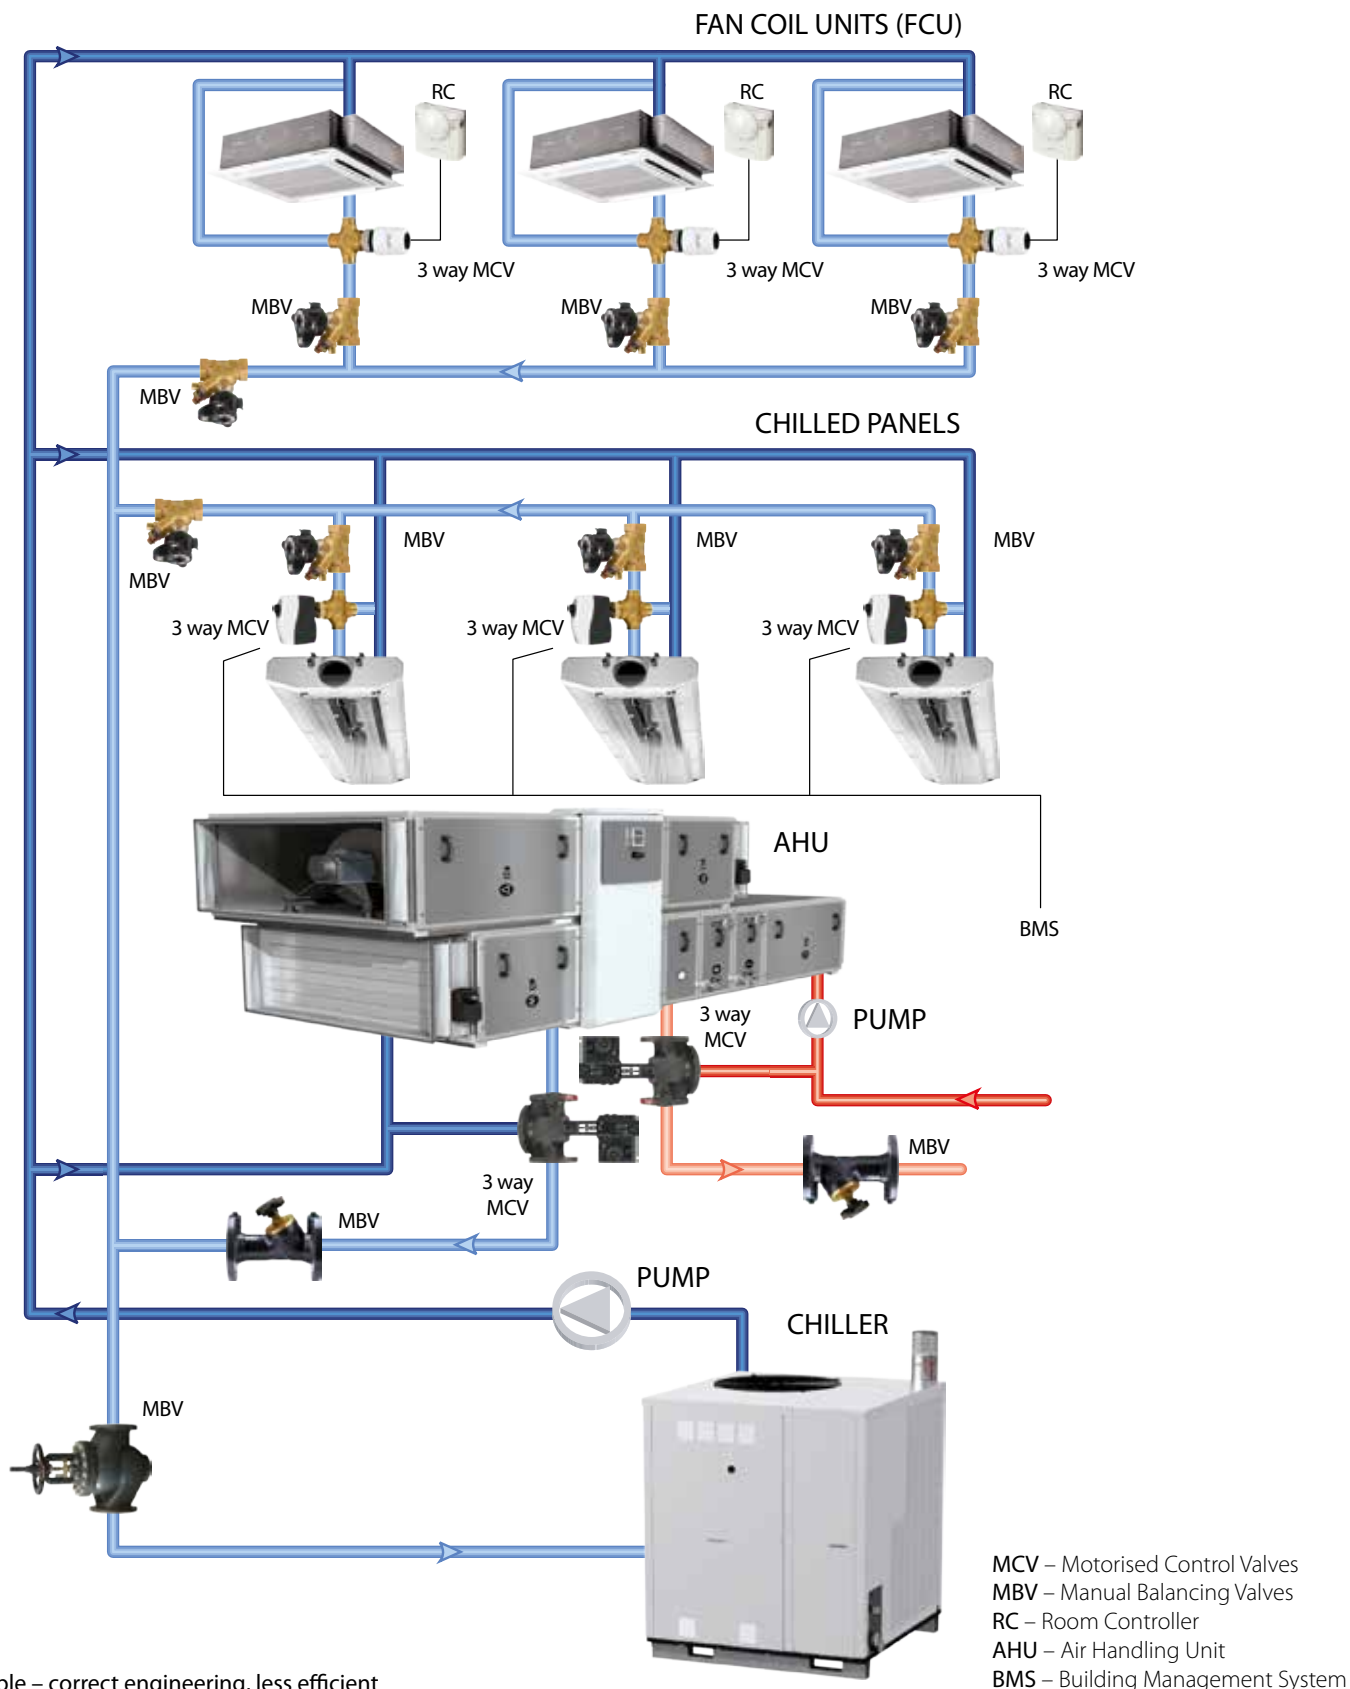 FAN COIL UNITS (FCU)
RC
RC
RC
3 way MCV
3 way MCV
3 way MCV
MBV
MBV
MBV
MBV
CHILLED PANELS
MBV
MBV
MBV
MBV
3 way MCV
3 way MCV
3 way MCV
AHU
BMS
3 way
MCV
PUMP
MBV
3 way
MCV
MBV
PUMP
CHILLER
MBV
MCV – Motorised Control Valves
MBV – Manual Balancing Valves
RC – Room Controller
AHU – Air Handling Unit
BMS – Building Management System
– correct engineering, less efficient